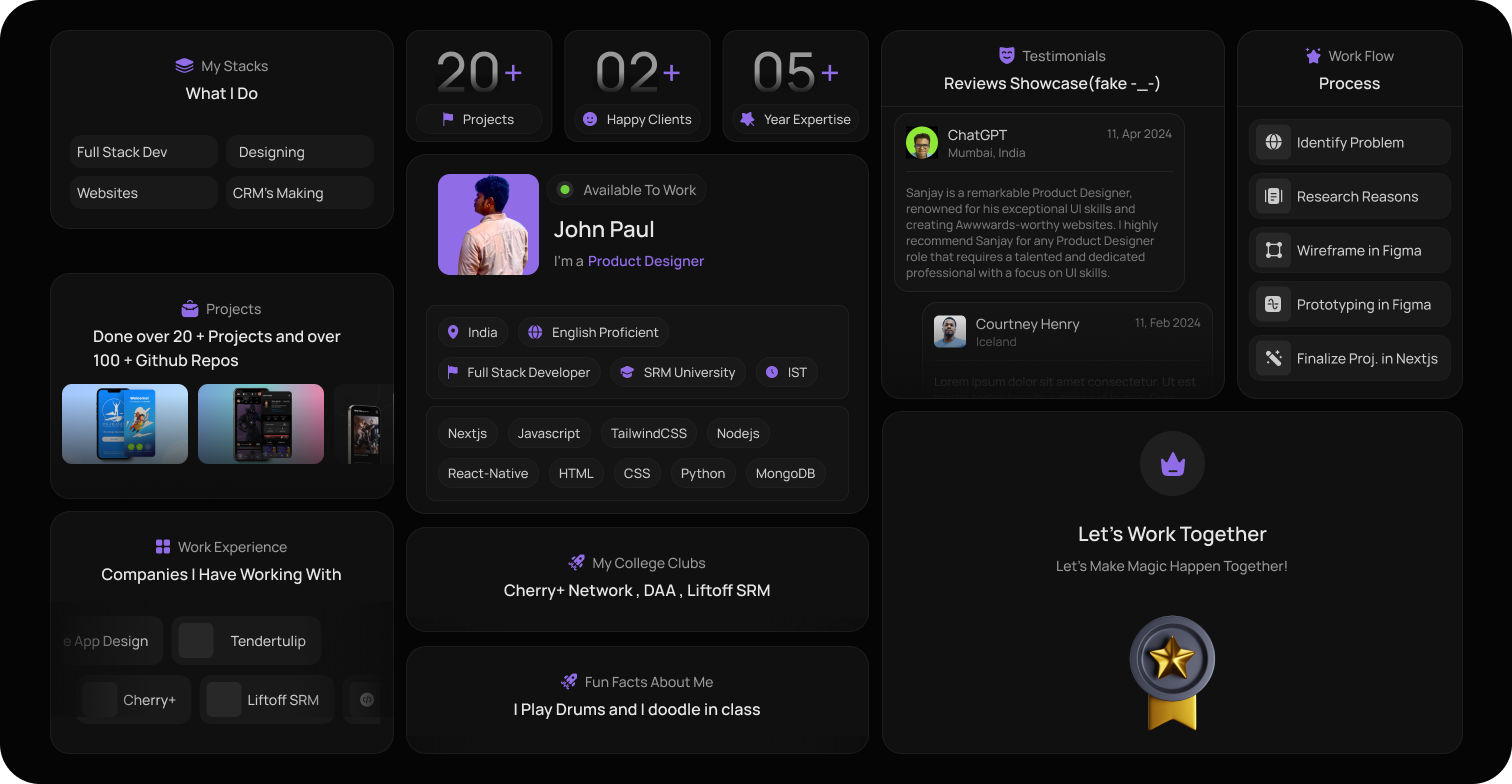 My Stacks
What I Do
Full Stack Dev
Designing
Websites
CRM's Making
Projects
Done over 20 + Projects and over
100 + Github Repos
Welcome!
Work Experience
Companies I Have Working With
e App Design
Tendertulip
Cherry+
Liftoff SRM
20+
Projects
02+
Happy Clients
05+
Year Expertise
Available To Work
John Paul
I'm a Product Designer
India
English Proficient
Full Stack Developer
SRM University
IST
Nextjs
Javascript
TailwindCSS
Nodejs
React-Native
HTML
CSS
Python
MongoDB
My College Clubs
Cherry+ Network , DAA , Liftoff SRM
Fun Facts About Me
I Play Drums and I doodle in class
Testimonials
Reviews Showcase(fake -_-)
ChatGPT
11, Apr 2024
Mumbai, India
Sanjay is a remarkable Product Designer,
renowned for his exceptional UI skills and
creating Awwwards-worthy websites. I highly
recommend Sanjay for any Product Designer
role that requires a talented and dedicated
professional with a focus on UI skills.
Courtney Henry
11, Feb 2024
Iceland
Lorem ipsum dolor sit amet consectetur. Ut est
Work Flow
Process
Identify Problem
Research Reasons
Wireframe in Figma
Prototyping in Figma
Finalize Proj. in Nextjs
Let's Work Together
Let's Make Magic Happen Together!